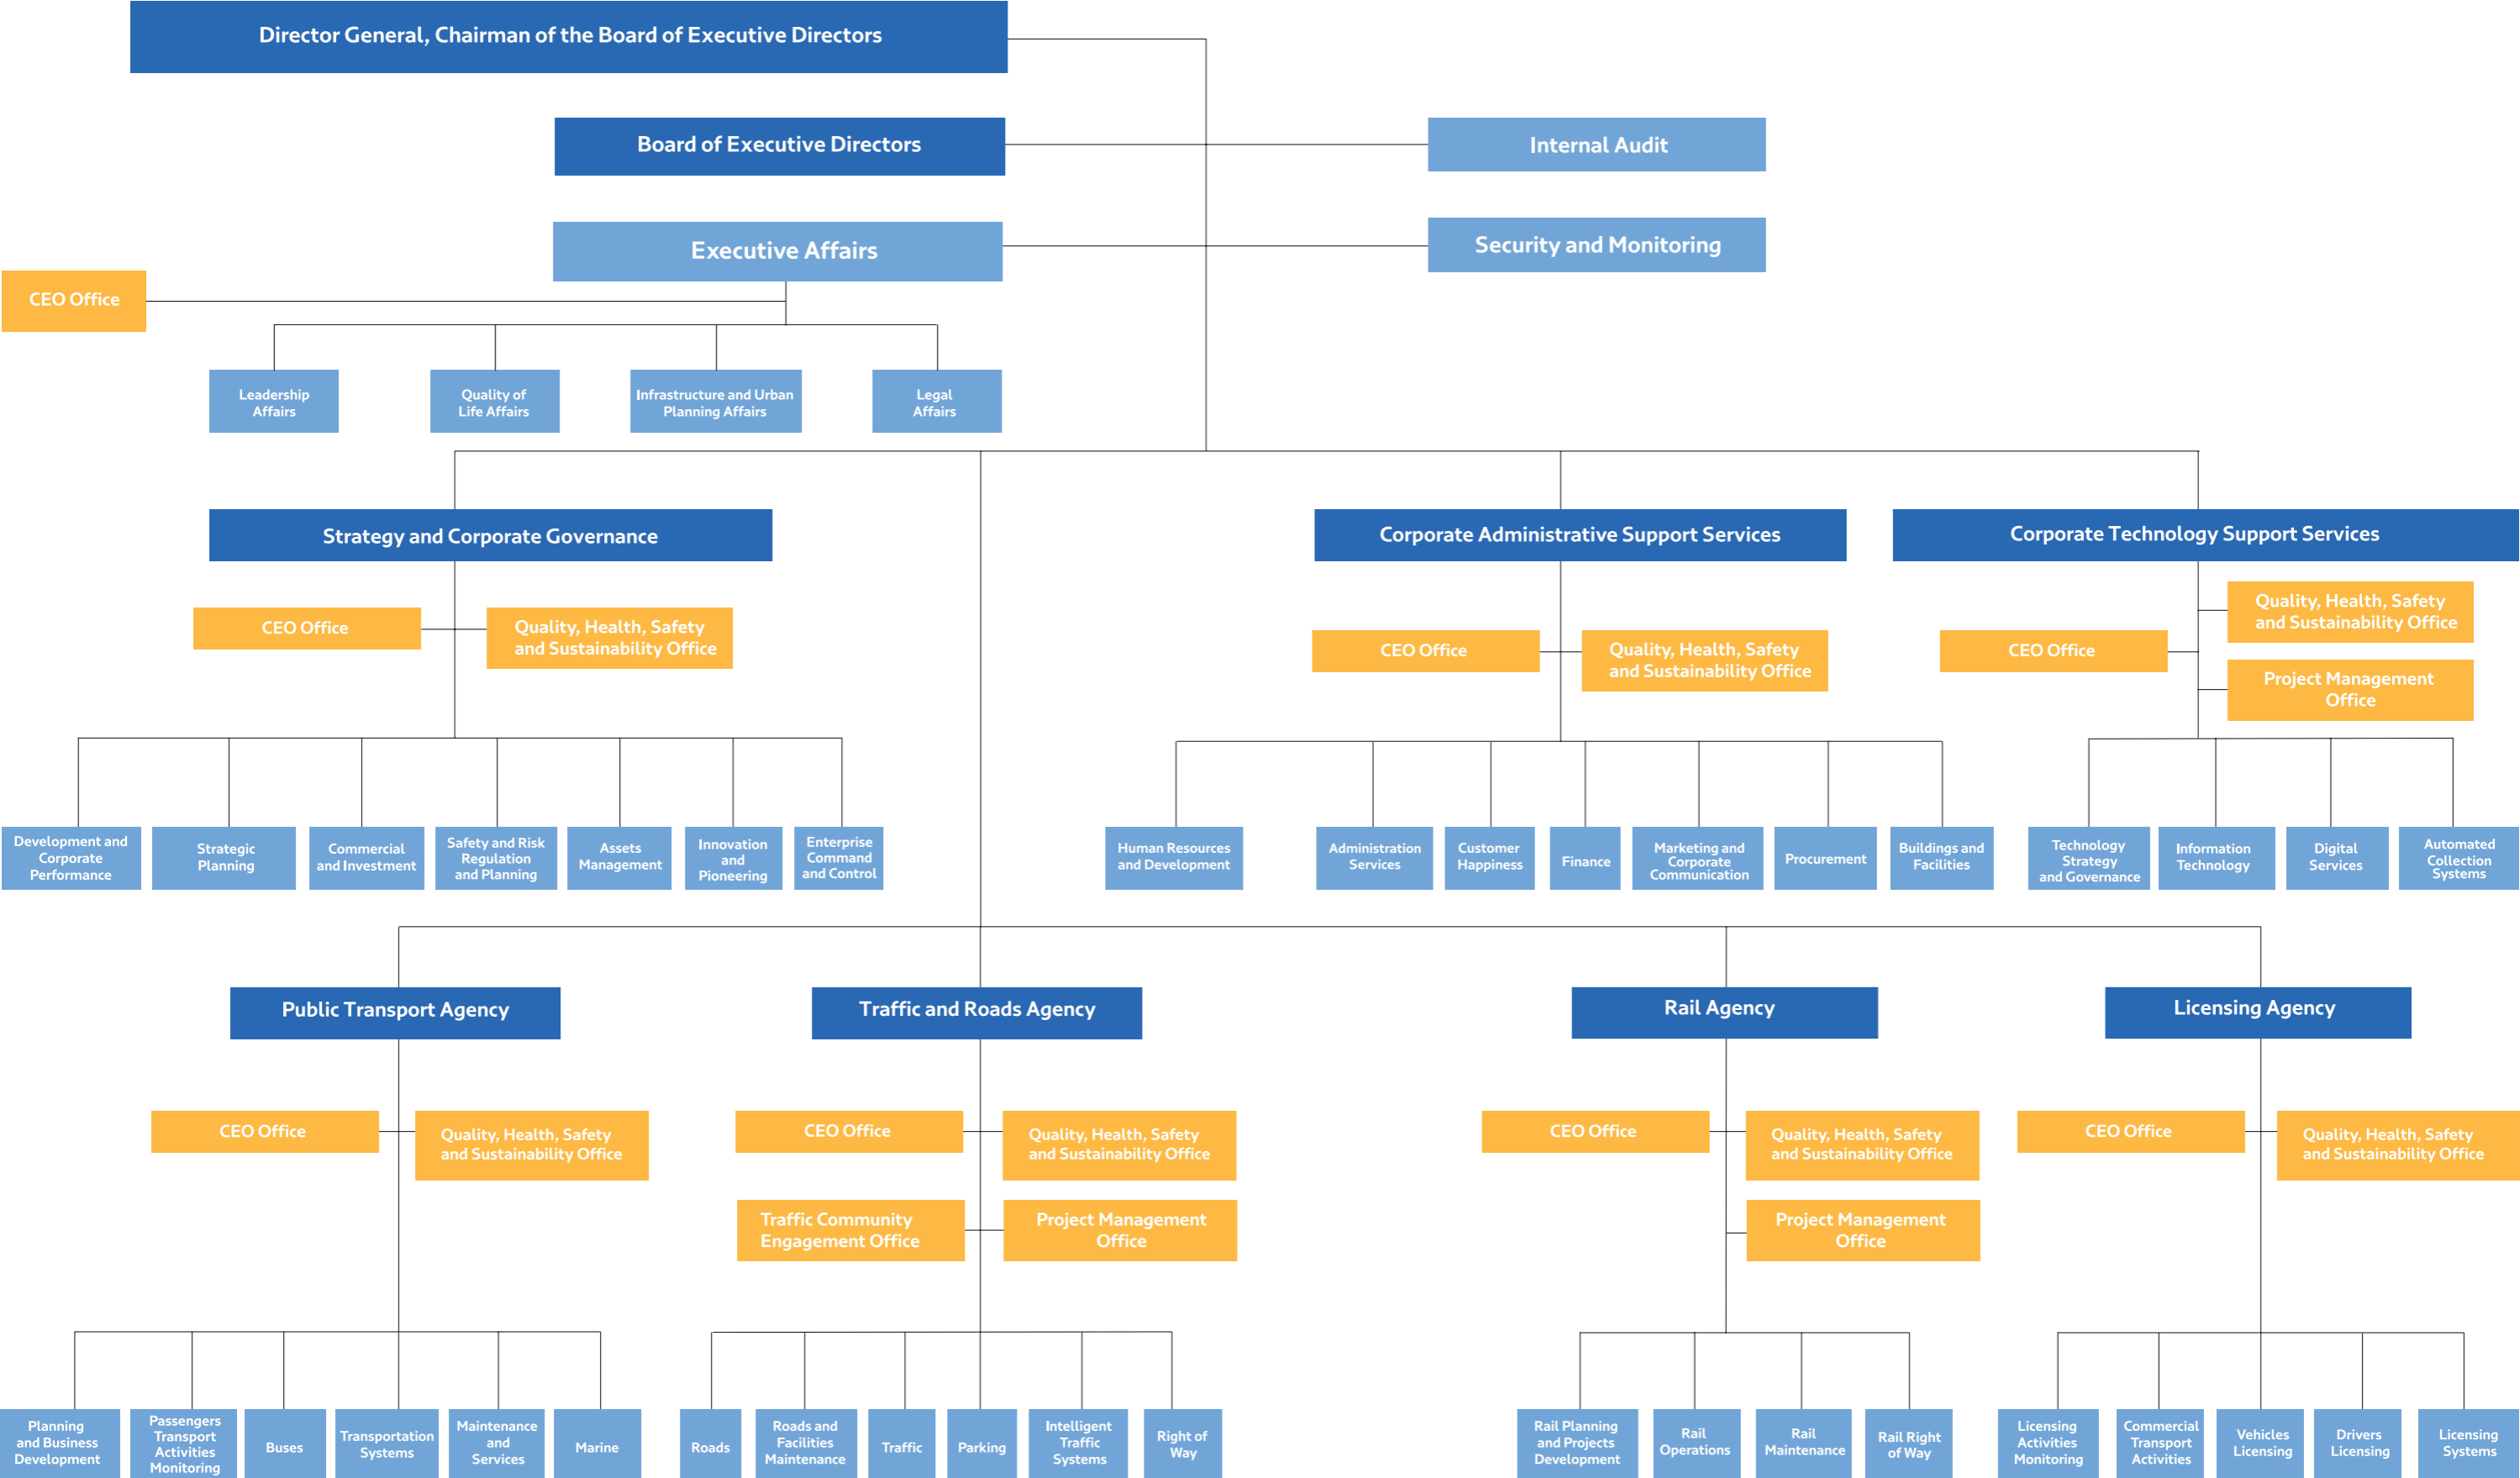 Director General, Chairman of the Board of Executive Directors
Board of Executive Directors
Internal Audit
Executive Affairs
Security and Monitoring
CEO Office
Leadership
Affairs
Quality of
Life Affairs
Infrastructure and Urban
Planning Affairs
Legal
Affairs
Strategy and Corporate Governance
Corporate Administrative Support Services
Corporate Technology Support Services
CEO Office
Quality, Health, Safety
and Sustainability Office
CEO Office
Quality, Health, Safety
and Sustainability Office
CEO Office
Quality, Health, Safety
and Sustainability Office
Project Management
Office
Development and
Corporate
Performance
Strategic
Planning
Commercial
and Investment
Safety and Risk
Regulation
and Planning
Assets
Management
Innovation
and
Pioneering
Enterprise
Command
and Control
Human Resources
and Development
Administration
Services
Customer
Happiness
Finance
Marketing and
Corporate
Communication
Procurement
Buildings and
Facilities
Technology
Strategy
and Governance
Information
Technology
Digital
Services
Automated
Collection
Systems
Public Transport Agency
Traffic and Roads Agency
Rail Agency
Licensing Agency
CEO Office
Quality, Health, Safety
and Sustainability Office
CEO Office
Quality, Health, Safety
and Sustainability Office
Traffic Community
Engagement Office
Project Management
Office
CEO Office
Quality, Health, Safety
and Sustainability Office
Project Management
Office
CEO Office
Quality, Health, Safety
and Sustainability Office
Planning
and Business
Development
Passengers
Transport
Activities
Monitoring
Buses
Transportation
Systems
Maintenance
and
Services
Marine
Roads
Roads and
Facilities
Maintenance
Traffic
Parking
Intelligent
Traffic
Systems
Right of
Way
Rail Planning
and Projects
Development
Rail
Operations
Rail
Maintenance
Rail Right
of Way
Licensing
Activities
Monitoring
Commercial
Transport
Activities
Vehicles
Licensing
Drivers
Licensing
Licensing
Systems